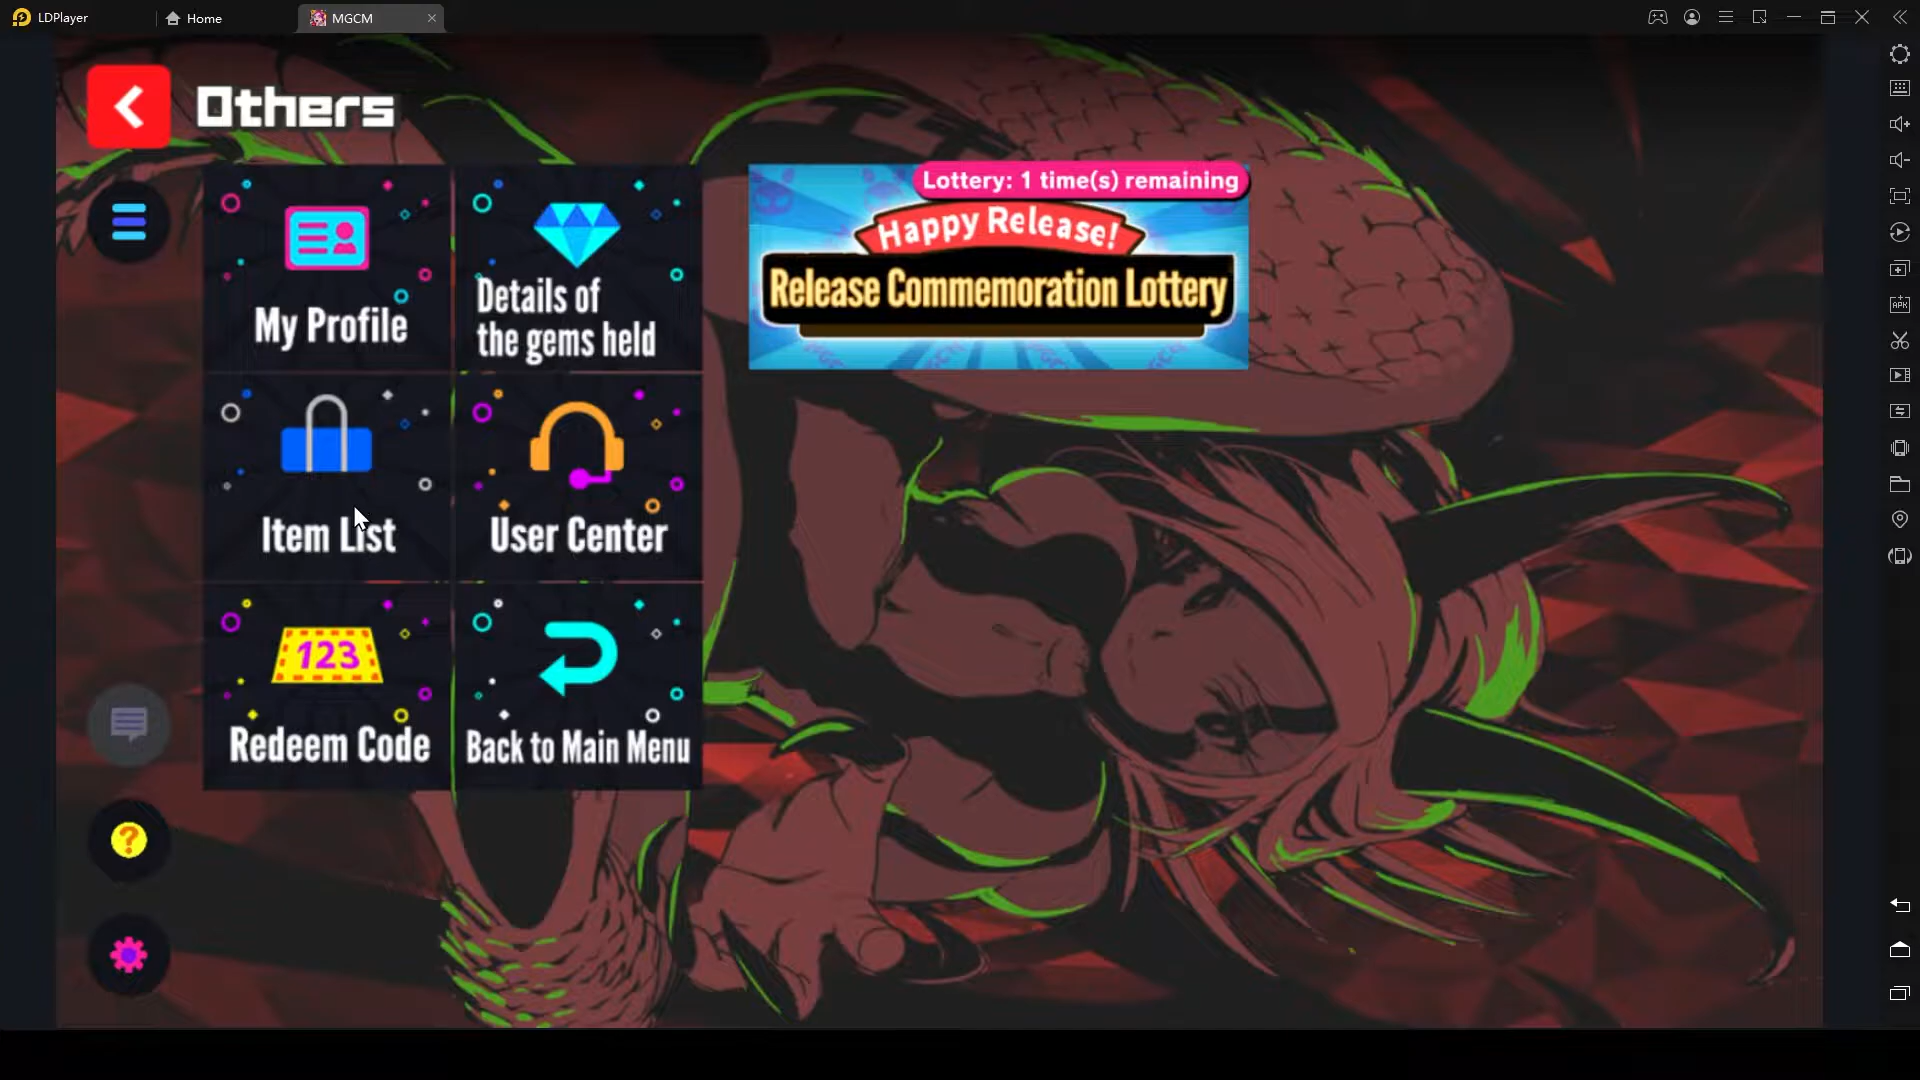 LDPlayer
Home
MGCM
Others
Lottery: 1 time(s) remaining
Happy Release!
Release Commemoration Lottery
My Profile
Details of
the gems held
Item List
User Center
123
Redeem Code
Back to Main Menu
?
APK